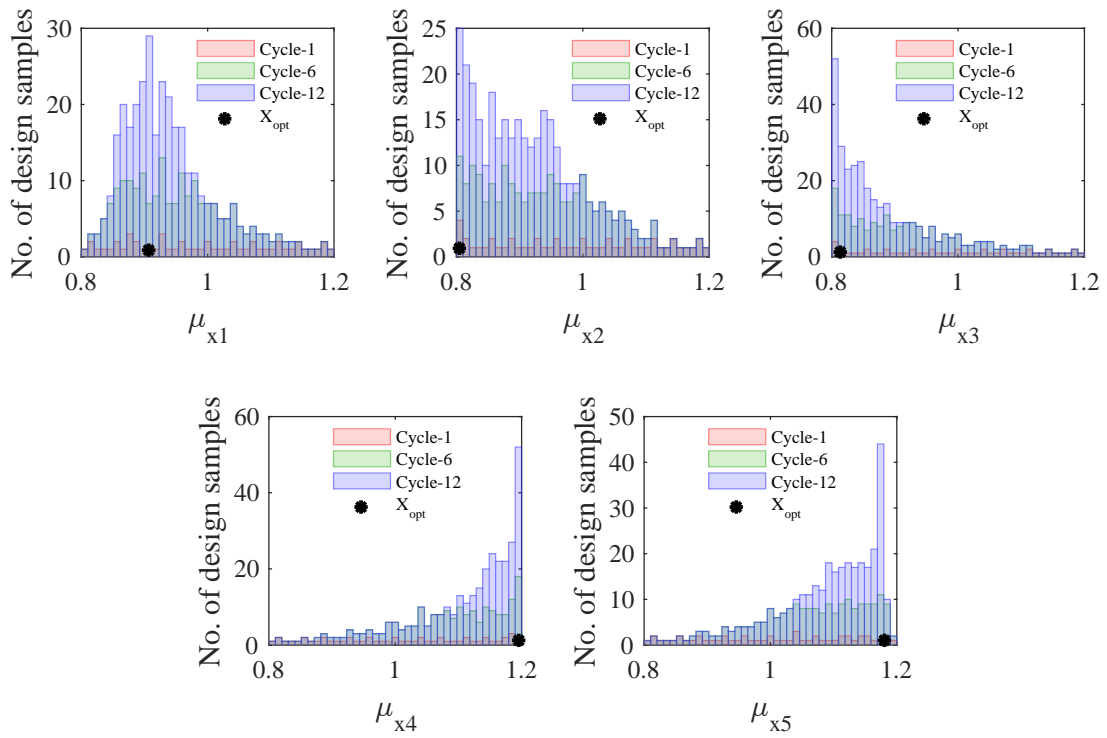 No. of design samples
30
20
10
0
Cycle-1
Cycle-6
Cycle-12
X_opt
0.8 1 1.2
μ_x1
No. of design samples
25
20
15
10
5
0
Cycle-1
Cycle-6
Cycle-12
X_opt
0.8 1 1.2
μ_x2
No. of design samples
60
40
20
0
Cycle-1
Cycle-6
Cycle-12
X_opt
0.8 1 1.2
μ_x3
No. of design samples
60
40
20
0
Cycle-1
Cycle-6
Cycle-12
X_opt
0.8 1 1.2
μ_x4
No. of design samples
50
40
30
20
10
0
Cycle-1
Cycle-6
Cycle-12
X_opt
0.8 1 1.2
μ_x5